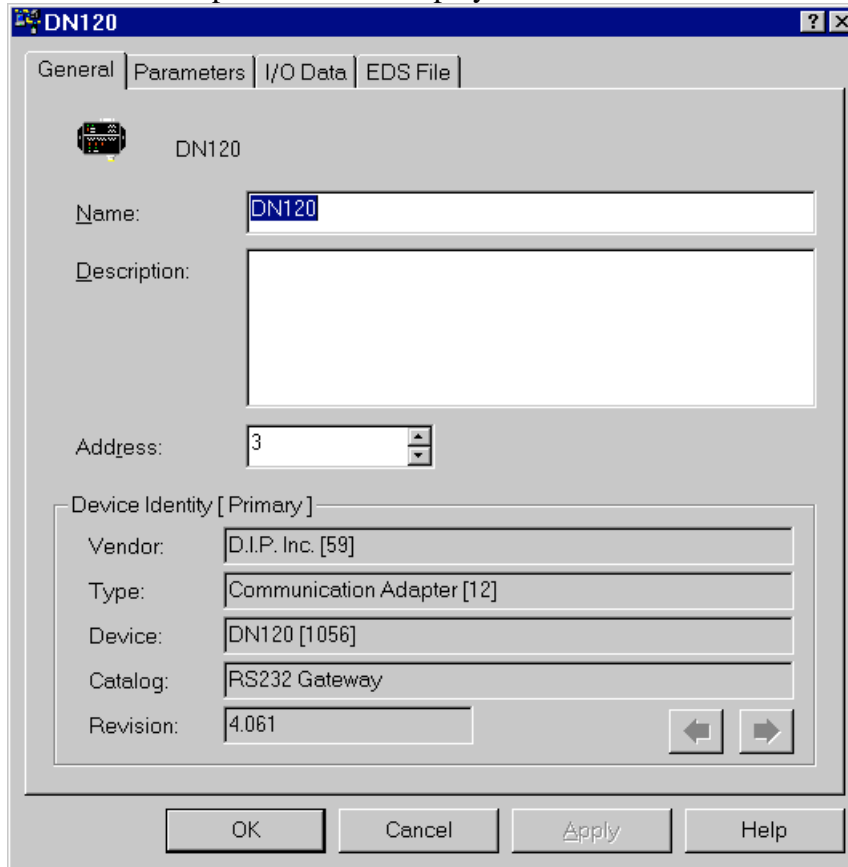 DN120
General Parameters I/O Data EDS File
DN120
Name: DN120
Description:
Address: 3
Device Identity [ Primary ]
Vendor: D.I.P. Inc. [59]
Type: Communication Adapter [12]
Device: DN120 [1056]
Catalog: RS232 Gateway
Revision: 4.061
OK Cancel Apply Help